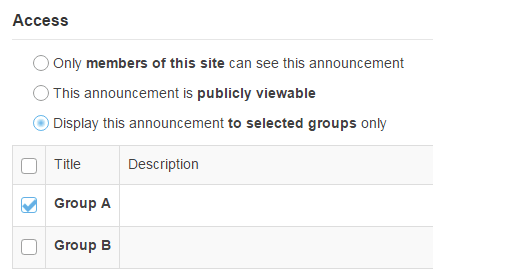 Access
Only members of this site can see this announcement
This announcement is publicly viewable
Display this announcement to selected groups only
Title Description
Group A
Group B